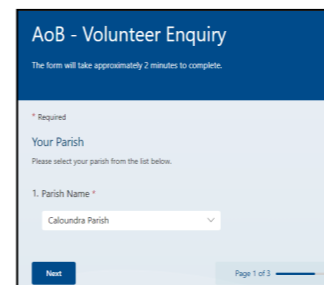 AoB - Volunteer Enquiry
The form will take approximately 2 minutes to complete.
* Required
Your Parish
Please select your parish from the list below.
1. Parish Name *
Caloundra Parish
Next
Page 1 of 3